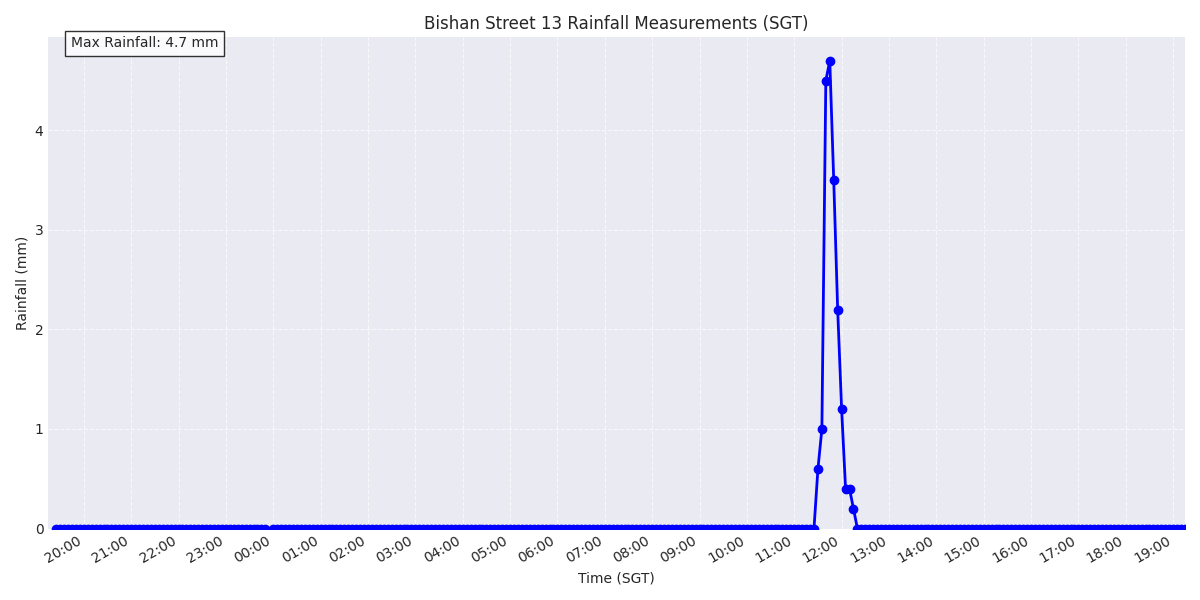 Bishan Street 13 Rainfall Measurements (SGT)
Max Rainfall: 4.7 mm
Rainfall (mm)
4
3
2
1
0
20:00 21:00 22:00 23:00 00:00 01:00 02:00 03:00 04:00 05:00 06:00 07:00 08:00 09:00 10:00 11:00 12:00 13:00 14:00 15:00 16:00 17:00 18:00 19:00
Time (SGT)